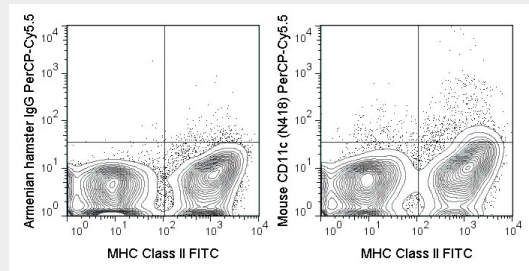 Armenian hamster IgG PerCP-Cy5.5
10^4
10^3
10^2
10^1
10^0
10^0 10^1 10^2 10^3 10^4
MHC Class II FITC
Mouse CD11c (N418) PerCP-Cy5.5
10^4
10^3
10^2
10^1
10^0
10^0 10^1 10^2 10^3 10^4
MHC Class II FITC